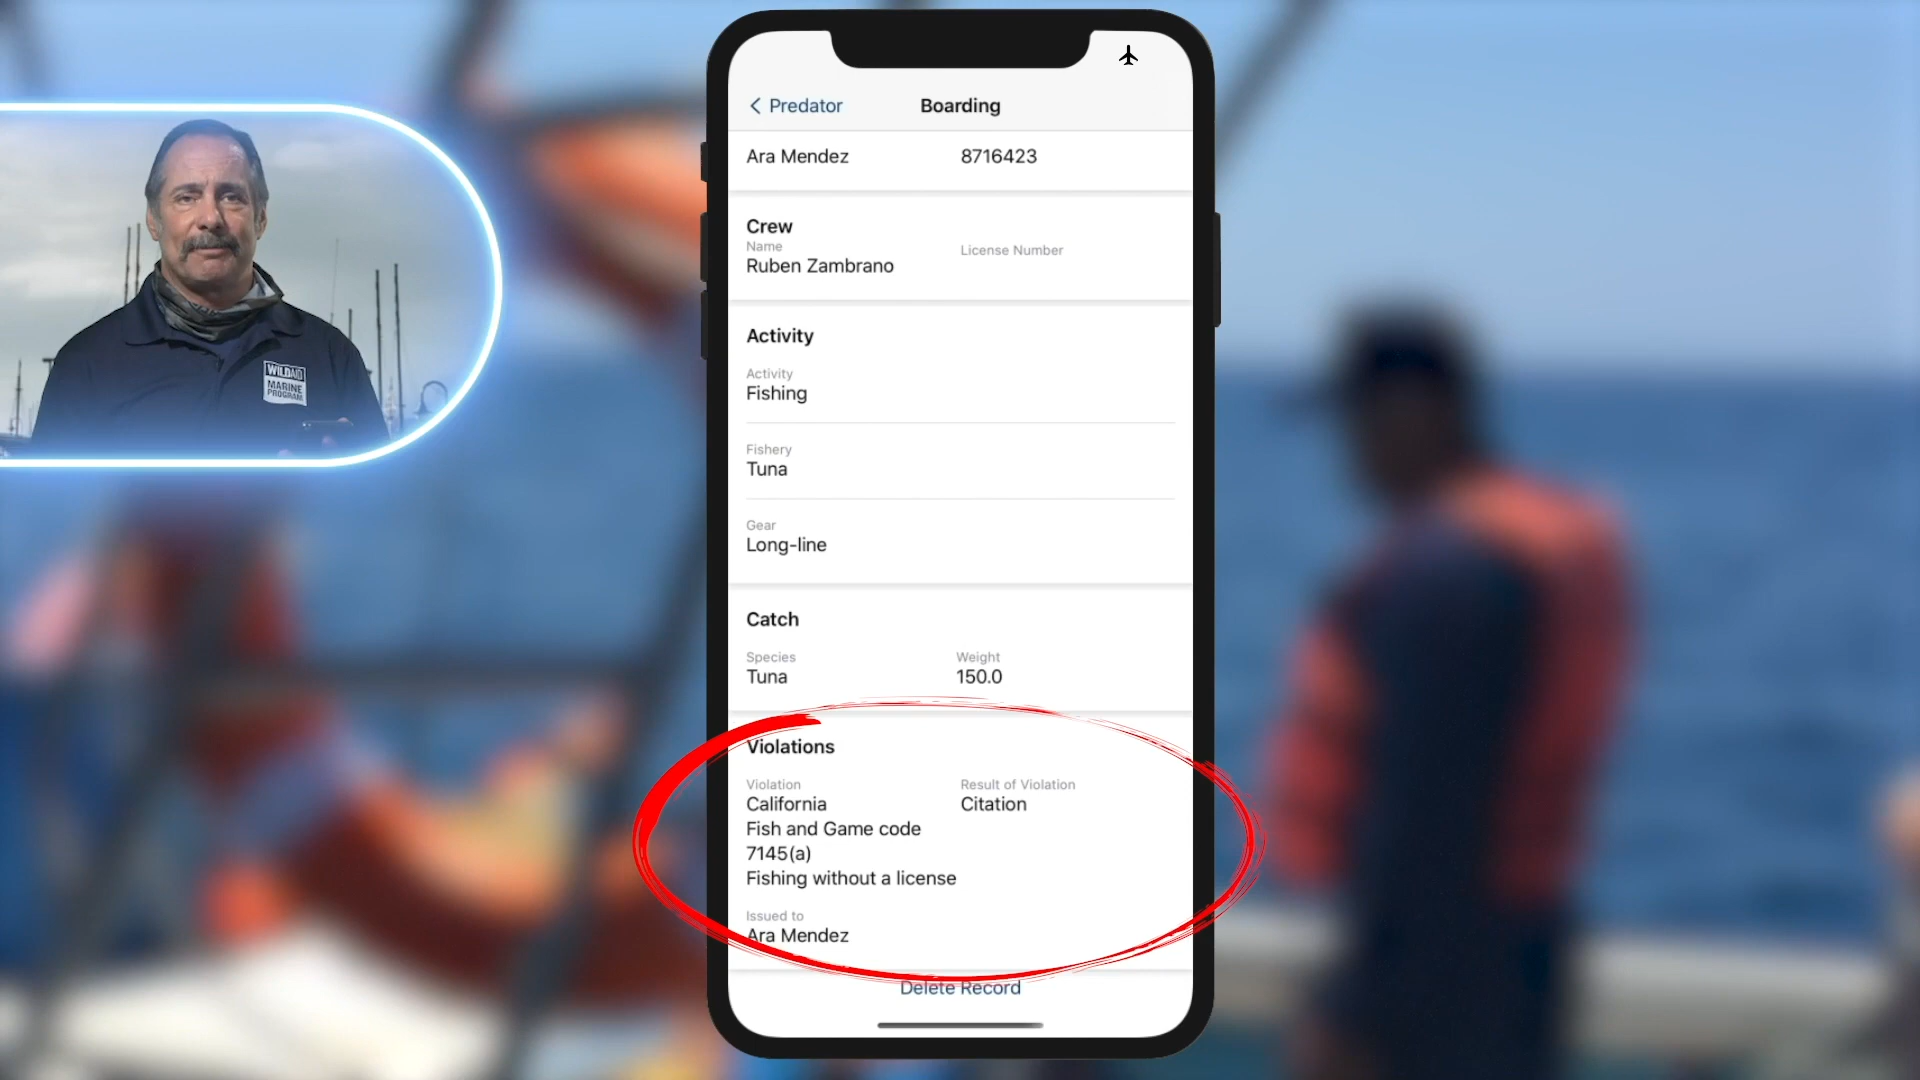 Predator
Boarding
Ara Mendez 8716423
Crew
Name License Number
Ruben Zambrano
Activity
Activity
Fishing
Fishery
Tuna
Gear
Long-line
Catch
Species Weight
Tuna 150.0
Violations
Violation Result of Violation
California Citation
Fish and Game code
7145(a)
Fishing without a license
Issued to
Ara Mendez
Delete Record
WILDAID
MARINE
PROGRAM